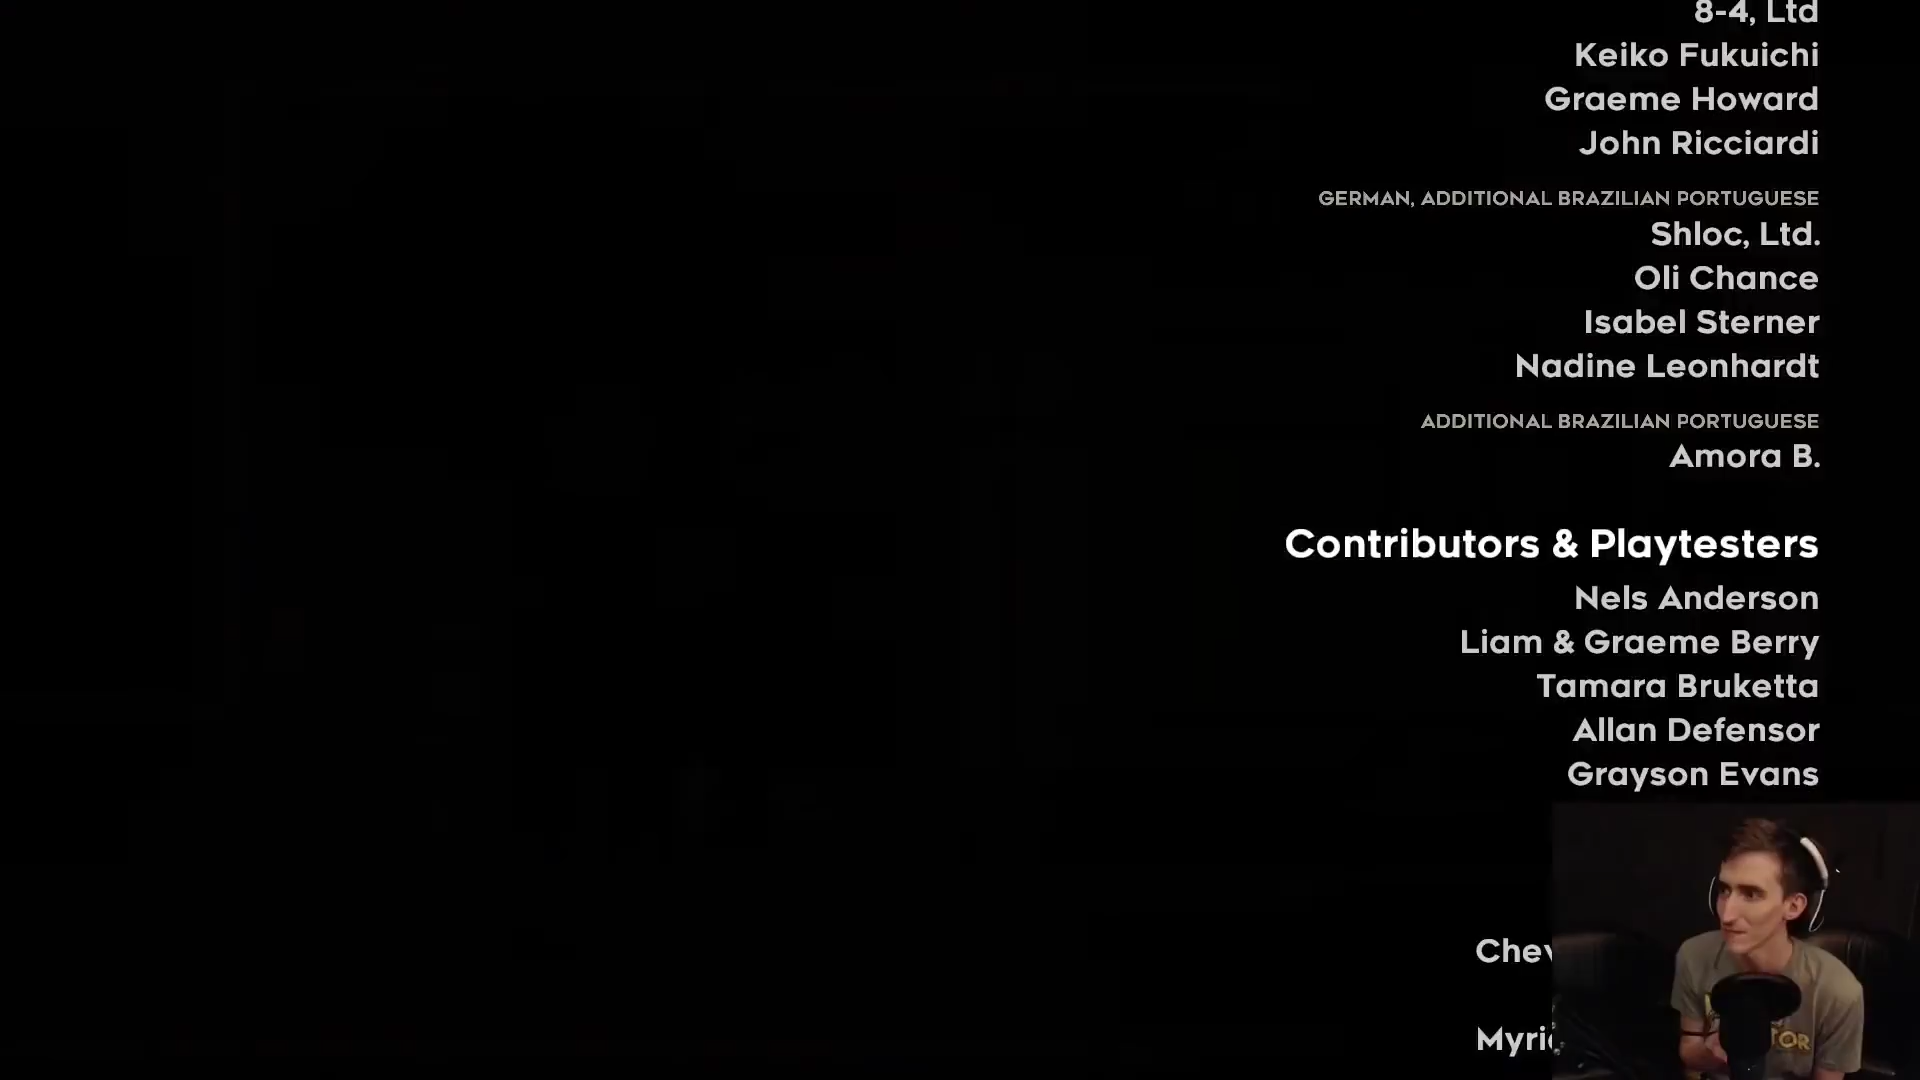 8-4, Ltd
Keiko Fukuichi
Graeme Howard
John Ricciardi
GERMAN, ADDITIONAL BRAZILIAN PORTUGUESE
Shloc, Ltd.
Oli Chance
Isabel Sterner
Nadine Leonhardt
ADDITIONAL BRAZILIAN PORTUGUESE
Amora B.
Contributors & Playtesters
Nels Anderson
Liam & Graeme Berry
Tamara Bruketta
Allan Defensor
Grayson Evans